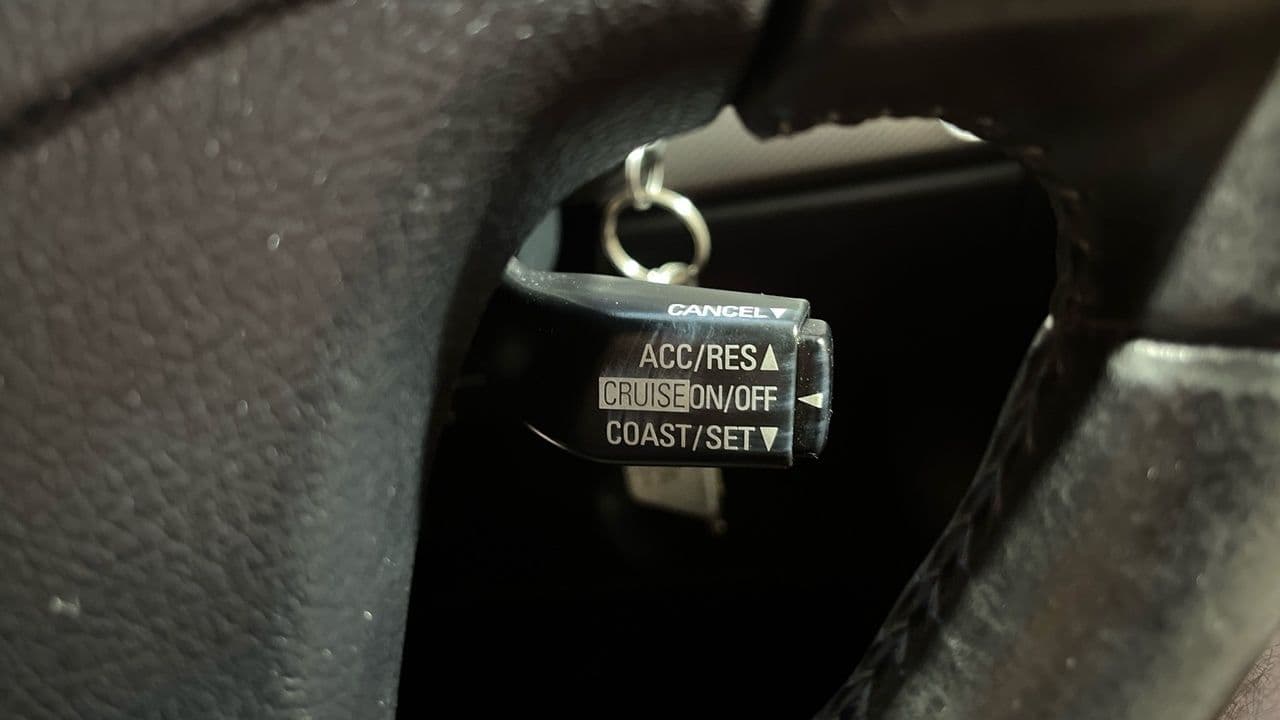 CANCEL▼
ACC/RES▲
CRUISE ON/OFF ◀
COAST/SET▼